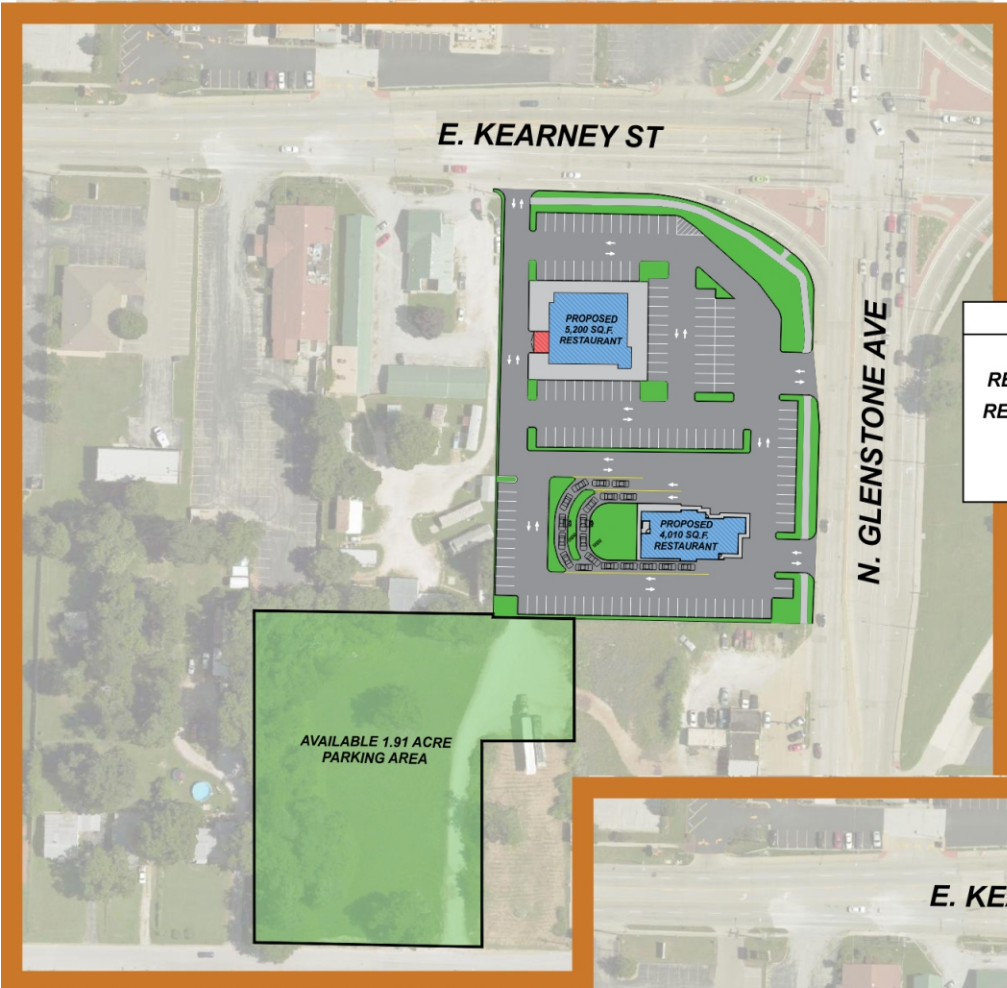 E. KEARNEY ST
PROPOSED
5,200 SQ.F.
RESTAURANT
N. GLENSTONE AVE
RE
RE
PROPOSED
4,010 SQ.F.
RESTAURANT
AVAILABLE 1.91 ACRE
PARKING AREA
E. KE